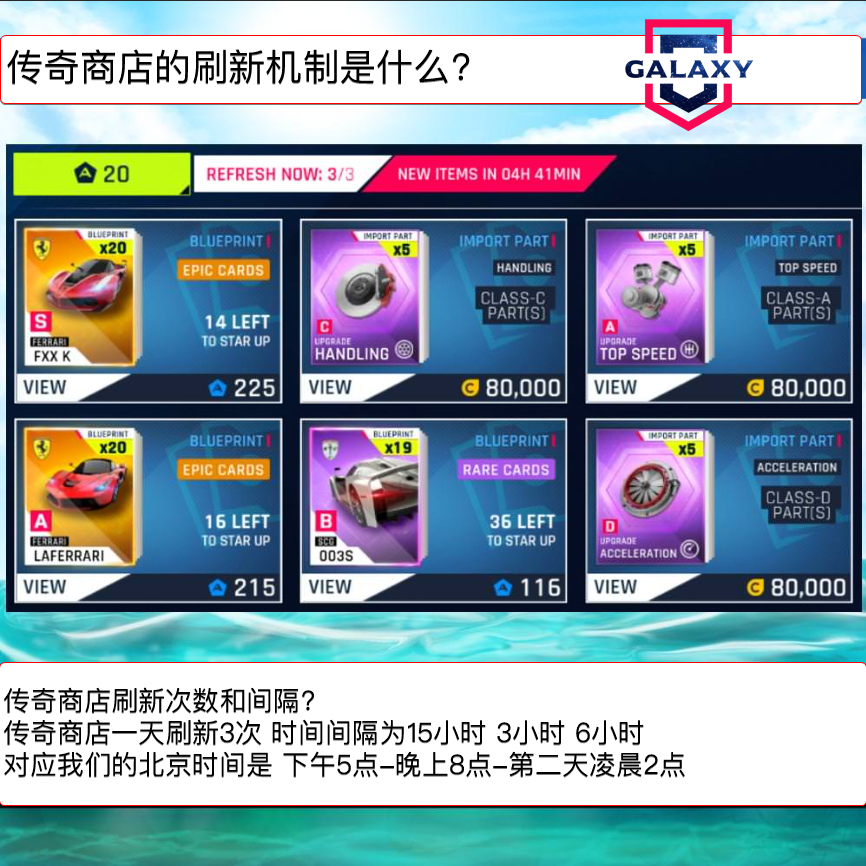 传奇商店的刷新机制是什么?
GALAXY
20
REFRESH NOW: 3/3
NEW ITEMS IN 04H 41MIN
BLUEPRINT
x20
S
FERRARI
FXX K
BLUEPRINT
EPIC CARDS
14 LEFT
TO STAR UP
VIEW
225
IMPORT PART
x5
C
UPGRADE
HANDLING
IMPORT PART
HANDLING
CLASS-C
PART(S)
VIEW
80,000
IMPORT PART
x5
A
UPGRADE
TOP SPEED
IMPORT PART
TOP SPEED
CLASS-A
PART(S)
VIEW
80,000
BLUEPRINT
x20
A
FERRARI
LAFERRARI
BLUEPRINT
EPIC CARDS
16 LEFT
TO STAR UP
VIEW
215
BLUEPRINT
x19
B
SCG
003S
BLUEPRINT
RARE CARDS
36 LEFT
TO STAR UP
VIEW
116
IMPORT PART
x5
D
UPGRADE
ACCELERATION
IMPORT PART
ACCELERATION
CLASS-D
PART(S)
VIEW
80,000
传奇商店刷新次数和间隔?
传奇商店一天刷新3次 时间间隔为15小时 3小时 6小时
对应我们的北京时间是 下午5点-晚上8点-第二天凌晨2点